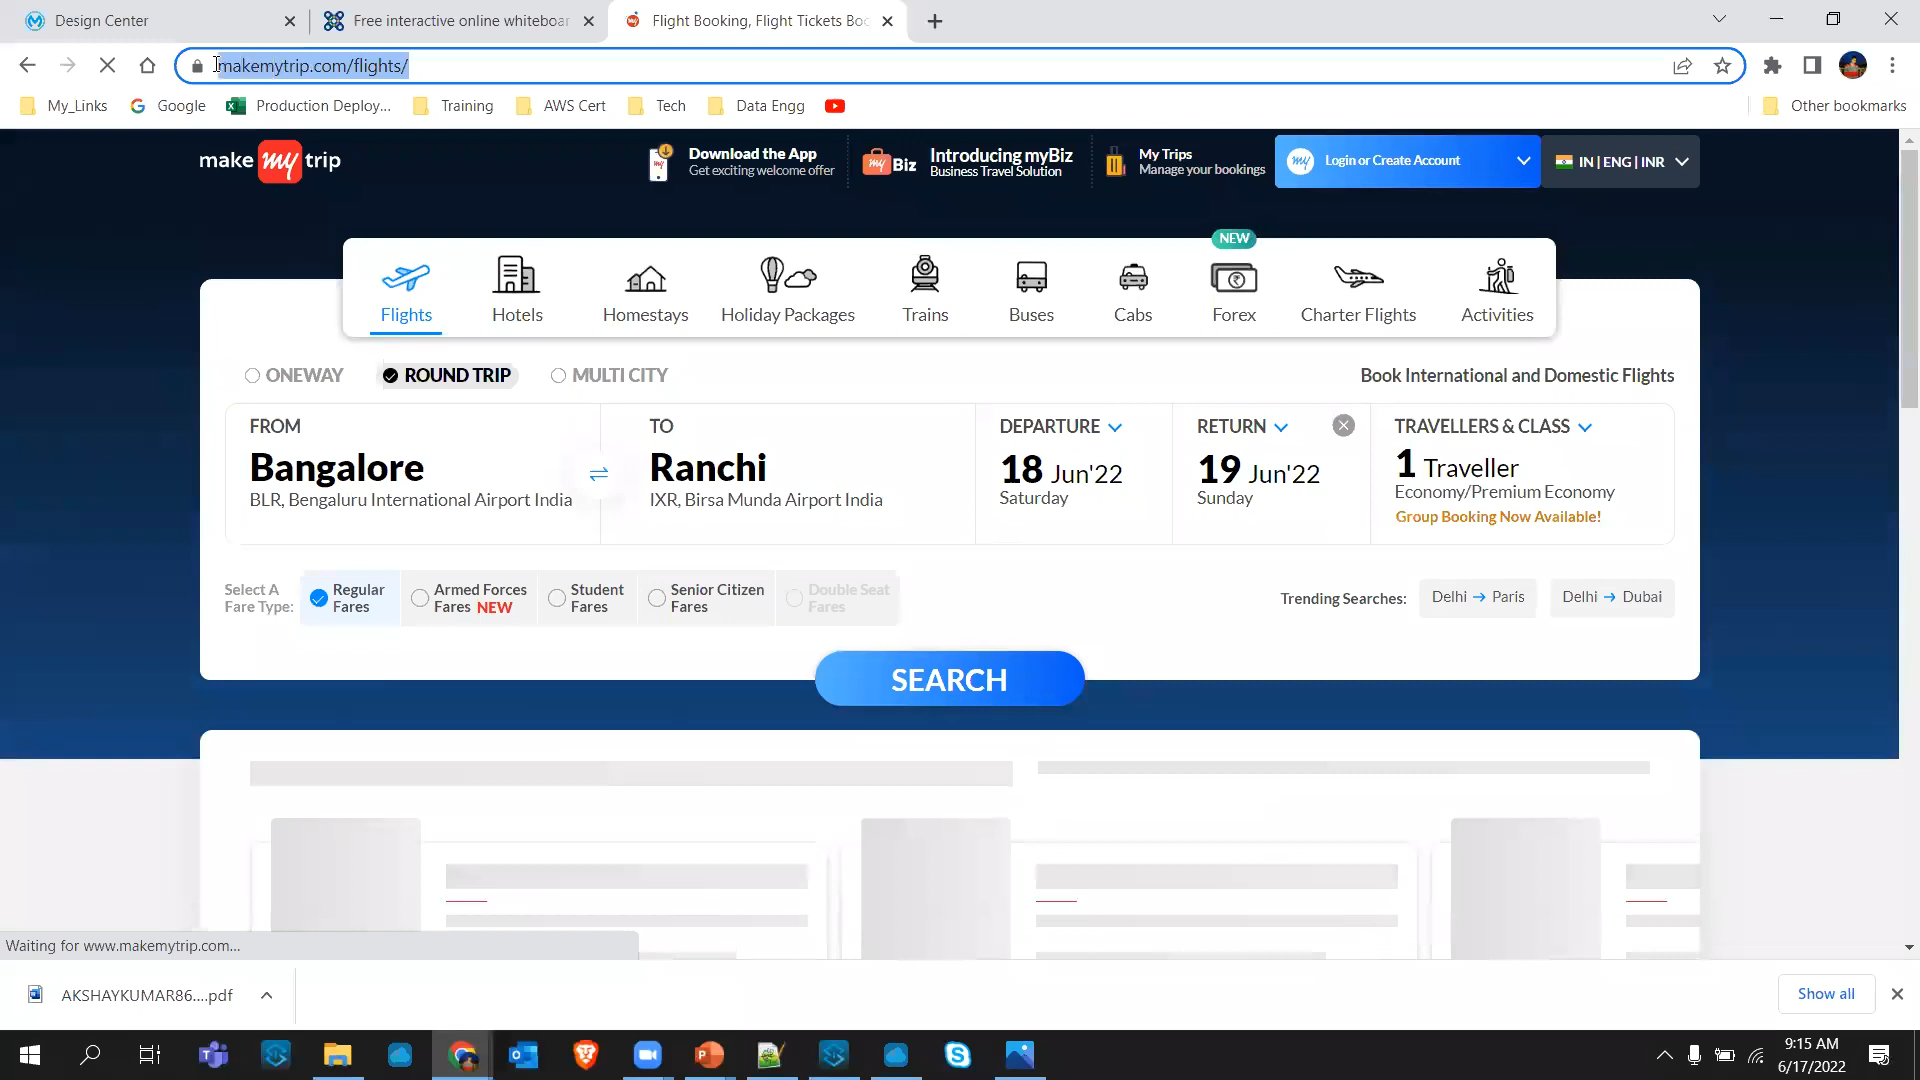 Design Center
Free interactive online whiteboar
Flight Booking, Flight Tickets Boo
makemytrip.com/flights/
My_Links
Google
Production Deploy...
Training
AWS Cert
Tech
Data Engg
Other bookmarks
make my trip
Download the App
Get exciting welcome offer
my Biz
Introducing myBiz
Business Travel Solution
My Trips
Manage your bookings
my
Login or Create Account
IN | ENG | INR
NEW
Flights
Hotels
Homestays
Holiday Packages
Trains
Buses
Cabs
Forex
Charter Flights
Activities
ONEWAY
ROUND TRIP
MULTI CITY
Book International and Domestic Flights
FROM
Bangalore
BLR, Bengaluru International Airport India
TO
Ranchi
IXR, Birsa Munda Airport India
DEPARTURE
18 Jun'22
Saturday
RETURN
19 Jun'22
Sunday
TRAVELLERS & CLASS
1 Traveller
Economy/Premium Economy
Group Booking Now Available!
Select A
Fare Type:
Regular
Fares
Armed Forces
Fares NEW
Student
Fares
Senior Citizen
Fares
Double Seat
Fares
Trending Searches:
Delhi → Paris
Delhi → Dubai
SEARCH
Waiting for www.makemytrip.com...
AKSHAYKUMAR86....pdf
Show all
9:15 AM
6/17/2022